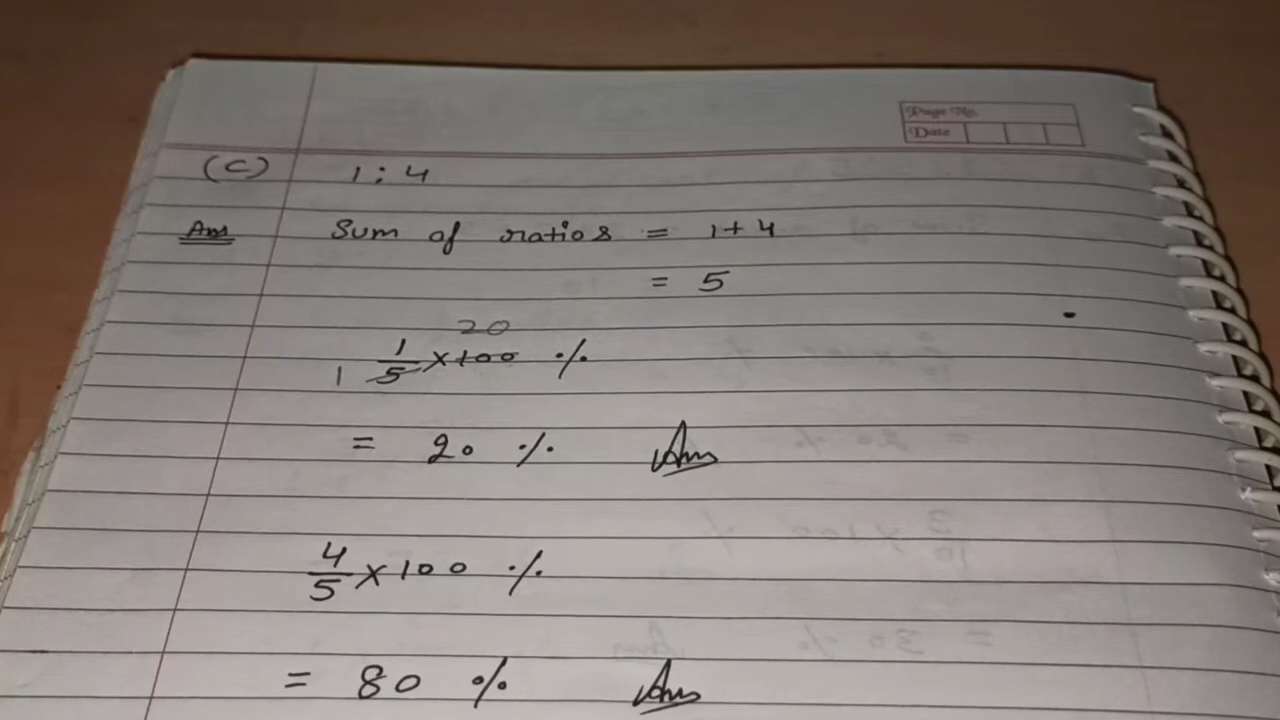 Page No.
Date
(C) 1 : 4
Ans Sum of ratios = 1 + 4
= 5
20
1 1/5 × 100 %
= 20 % Ans
4/5 × 100 %
= 80 % Ans